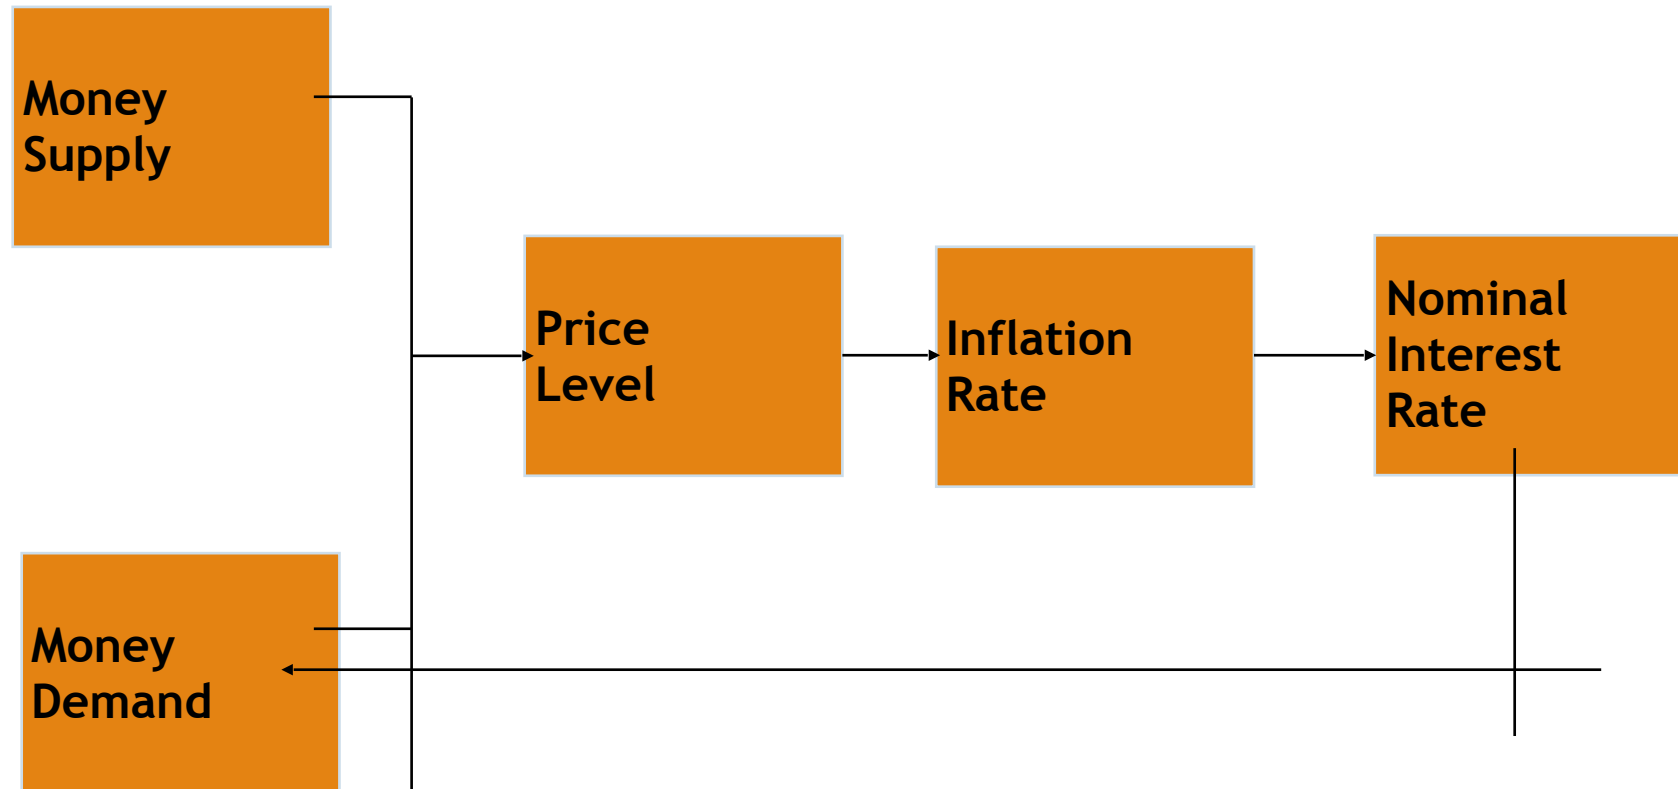 Money
Supply
Price
Level
Inflation
Rate
Nominal
Interest
Rate
Money
Demand